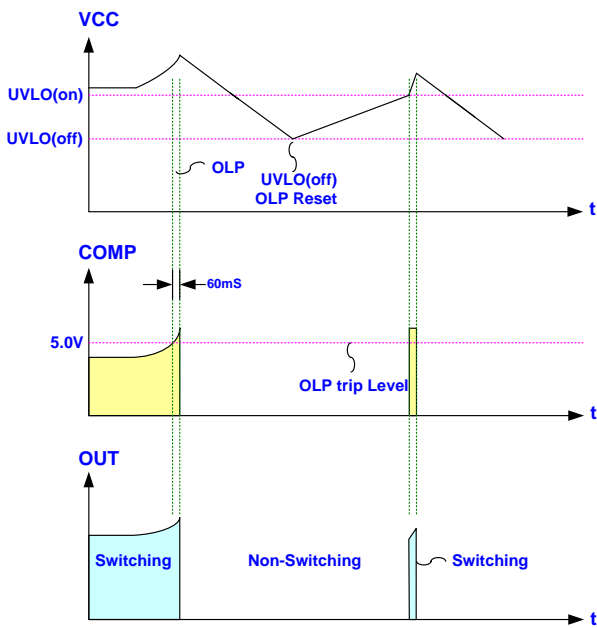 VCC
UVLO(on)
UVLO(off)
OLP
UVLO(off)
OLP Reset
t
COMP
60mS
5.0V
OLP trip Level
t
OUT
Switching
Non-Switching
Switching
t